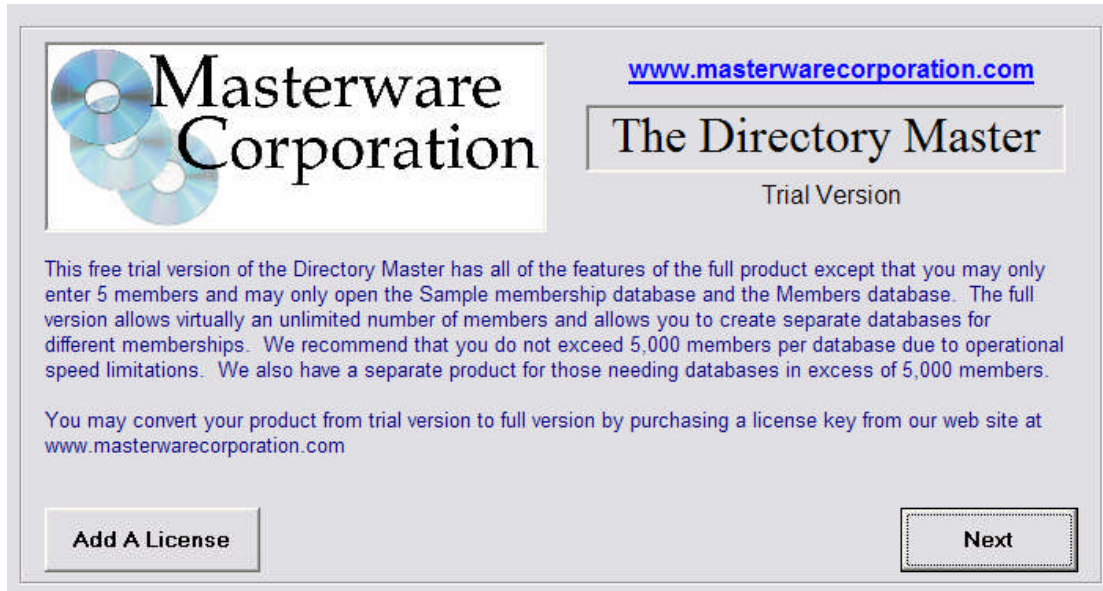 Masterware
Corporation
www.masterwarecorporation.com
The Directory Master
Trial Version
This free trial version of the Directory Master has all of the features of the full product except that you may only
enter 5 members and may only open the Sample membership database and the Members database.  The full
version allows virtually an unlimited number of members and allows you to create separate databases for
different memberships.  We recommend that you do not exceed 5,000 members per database due to operational
speed limitations.  We also have a separate product for those needing databases in excess of 5,000 members.
You may convert your product from trial version to full version by purchasing a license key from our web site at
www.masterwarecorporation.com
Add A License
Next